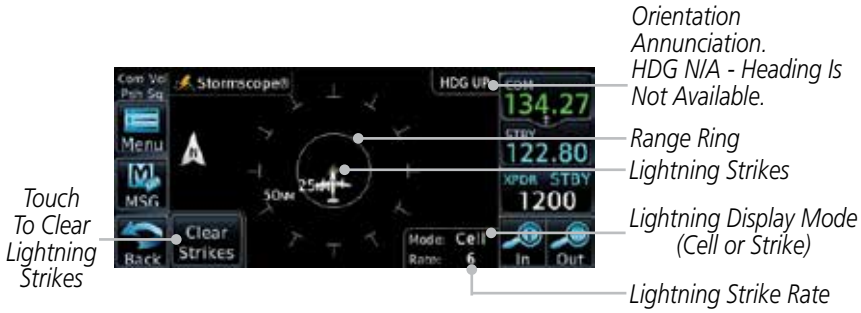 Orientation
Annunciation.
HDG N/A - Heading Is
Not Available.
Range Ring
Lightning Strikes
Lightning Display Mode
(Cell or Strike)
Lightning Strike Rate
Touch
To Clear
Lightning
Strikes
Com Vol
Psh Sq
Stormscope®
HDG UP
COM
134.27
STBY
122.80
XPDR STBY
1200
Menu
MSG
Back
N
50NM
25NM
Clear
Strikes
Mode: Cell
Rate: 6
In
Out